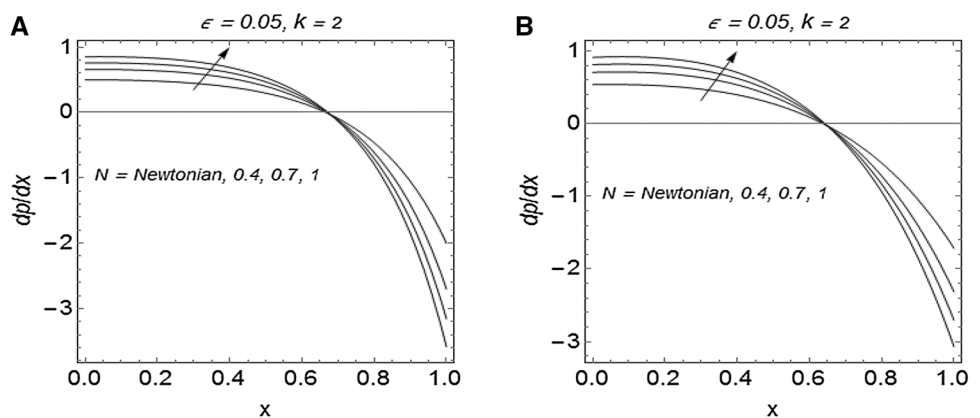 A
ϵ = 0.05, k = 2
1
0
−1
−2
−3
dp/dx
N = Newtonian, 0.4, 0.7, 1
0.0 0.2 0.4 0.6 0.8 1.0
x
B
ϵ = 0.05, k = 2
1
0
−1
−2
−3
dp/dx
N = Newtonian, 0.4, 0.7, 1
0.0 0.2 0.4 0.6 0.8 1.0
x